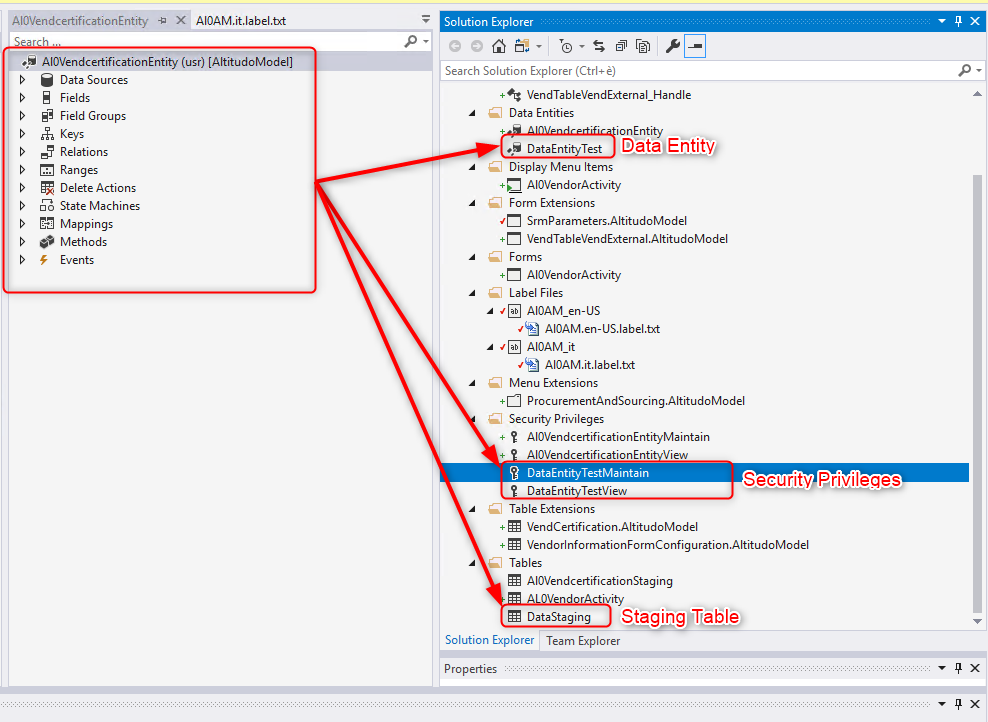 AI0VendcertificationEntity
AI0AM.it.label.txt
Search ...
AI0VendcertificationEntity (usr) [AltitudoModel]
Data Sources
Fields
Field Groups
Keys
Relations
Ranges
Delete Actions
State Machines
Mappings
Methods
Events
Solution Explorer
Search Solution Explorer (Ctrl+è)
VendTableVendExternal_Handle
Data Entities
AI0VendcertificationEntity
DataEntityTest
Data Entity
Display Menu Items
AI0VendorActivity
Form Extensions
SrmParameters.AltitudoModel
VendTableVendExternal.AltitudoModel
Forms
AI0VendorActivity
Label Files
AI0AM_en-US
AI0AM.en-US.label.txt
AI0AM_it
AI0AM.it.label.txt
Menu Extensions
ProcurementAndSourcing.AltitudoModel
Security Privileges
AI0VendcertificationEntityMaintain
AI0VendcertificationEntityView
DataEntityTestMaintain
DataEntityTestView
Security Privileges
Table Extensions
VendCertification.AltitudoModel
VendorInformationFormConfiguration.AltitudoModel
Tables
AI0VendcertificationStaging
AL0VendorActivity
DataStaging
Staging Table
Solution Explorer
Team Explorer
Properties